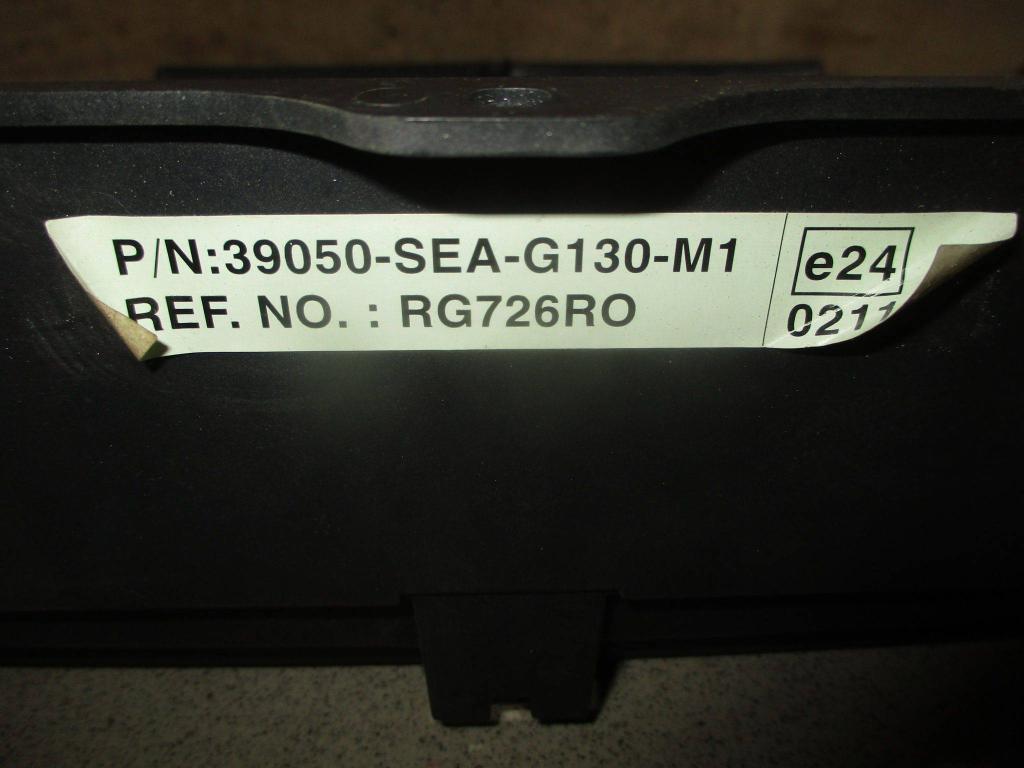 P/N:39050-SEA-G130-M1
REF. NO. : RG726RO
e24
0211